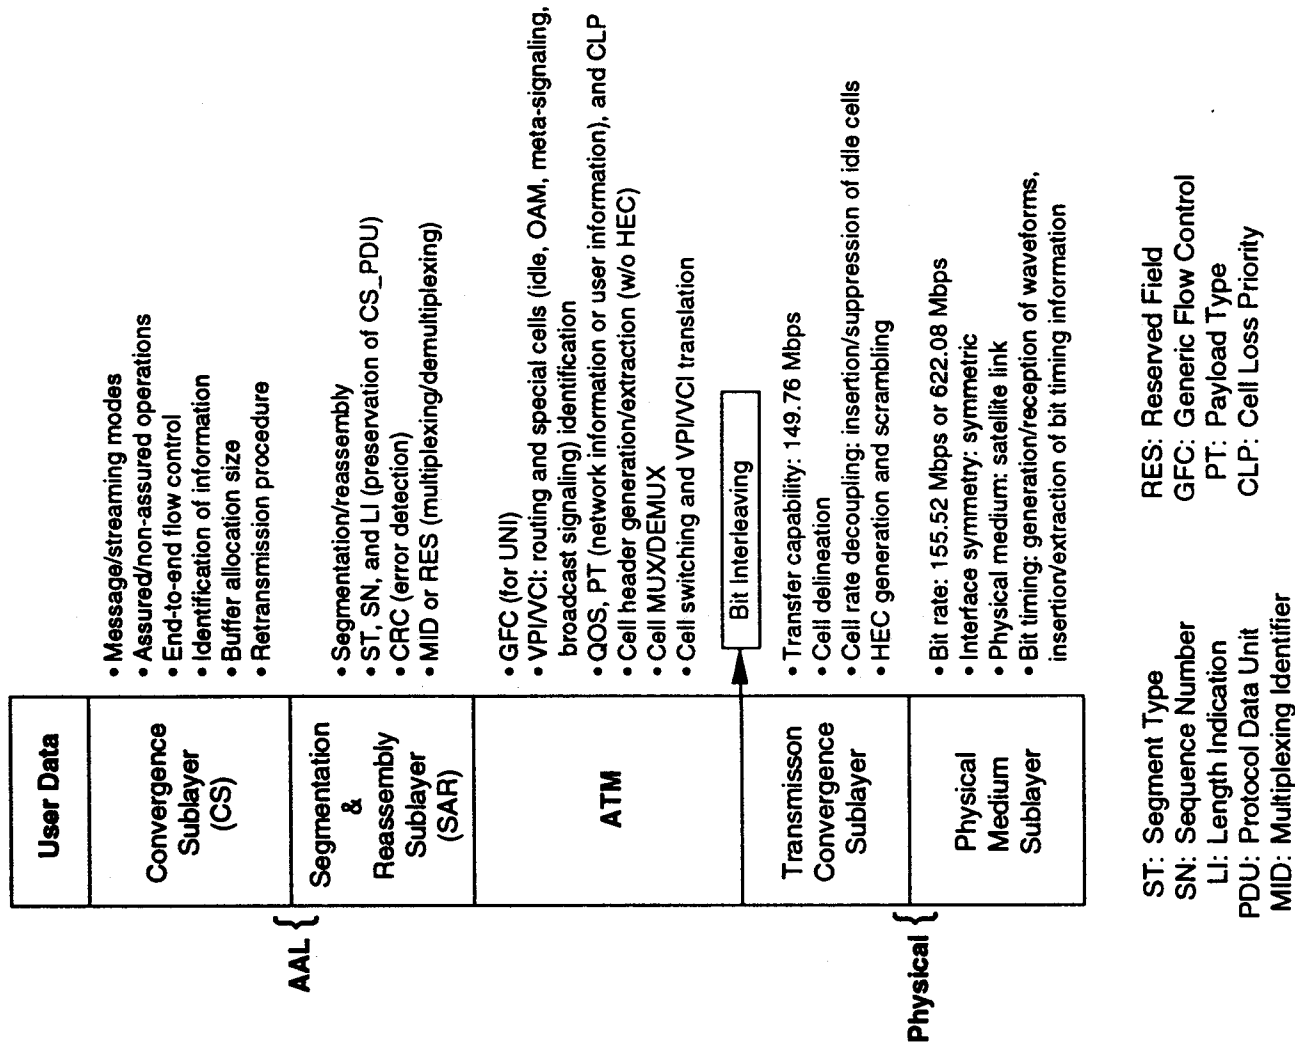 User Data
AAL {
Convergence
Sublayer
(CS)
• Message/streaming modes
• Assured/non-assured operations
• End-to-end flow control
• Identification of information
• Buffer allocation size
• Retransmission procedure
Segmentation
&
Reassembly
Sublayer
(SAR)
• Segmentation/reassembly
• ST, SN, and LI (preservation of CS_PDU)
• CRC (error detection)
• MID or RES (multiplexing/demultiplexing)
ATM
• GFC (for UNI)
• VPI/VCI: routing and special cells (idle, OAM, meta-signaling,
broadcast signaling) identification
• QOS, PT (network information or user information), and CLP
• Cell header generation/extraction (w/o HEC)
• Cell MUX/DEMUX
• Cell switching and VPI/VCI translation
Bit Interleaving
Physical {
Transmisson
Convergence
Sublayer
• Transfer capability: 149.76 Mbps
• Cell delineation
• Cell rate decoupling: insertion/suppression of idle cells
• HEC generation and scrambling
Physical
Medium
Sublayer
• Bit rate: 155.52 Mbps or 622.08 Mbps
• Interface symmetry: symmetric
• Physical medium: satellite link
• Bit timing: generation/reception of waveforms,
insertion/extraction of bit timing information
ST: Segment Type
SN: Sequence Number
LI: Length Indication
PDU: Protocol Data Unit
MID: Multiplexing Identifier
RES: Reserved Field
GFC: Generic Flow Control
PT: Payload Type
CLP: Cell Loss Priority